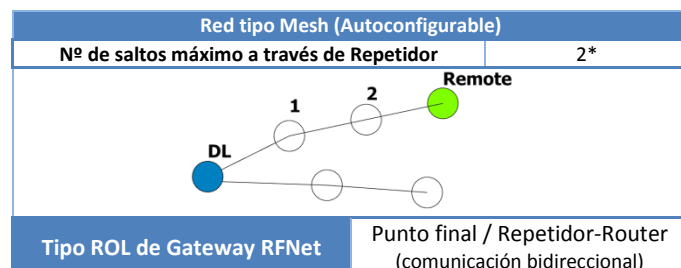 Red tipo Mesh (Autoconfigurable)
Nº de saltos máximo a través de Repetidor 2*
Remote
1 2
DL
Tipo ROL de Gateway RFNet
Punto final / Repetidor-Router
(comunicación bidireccional)